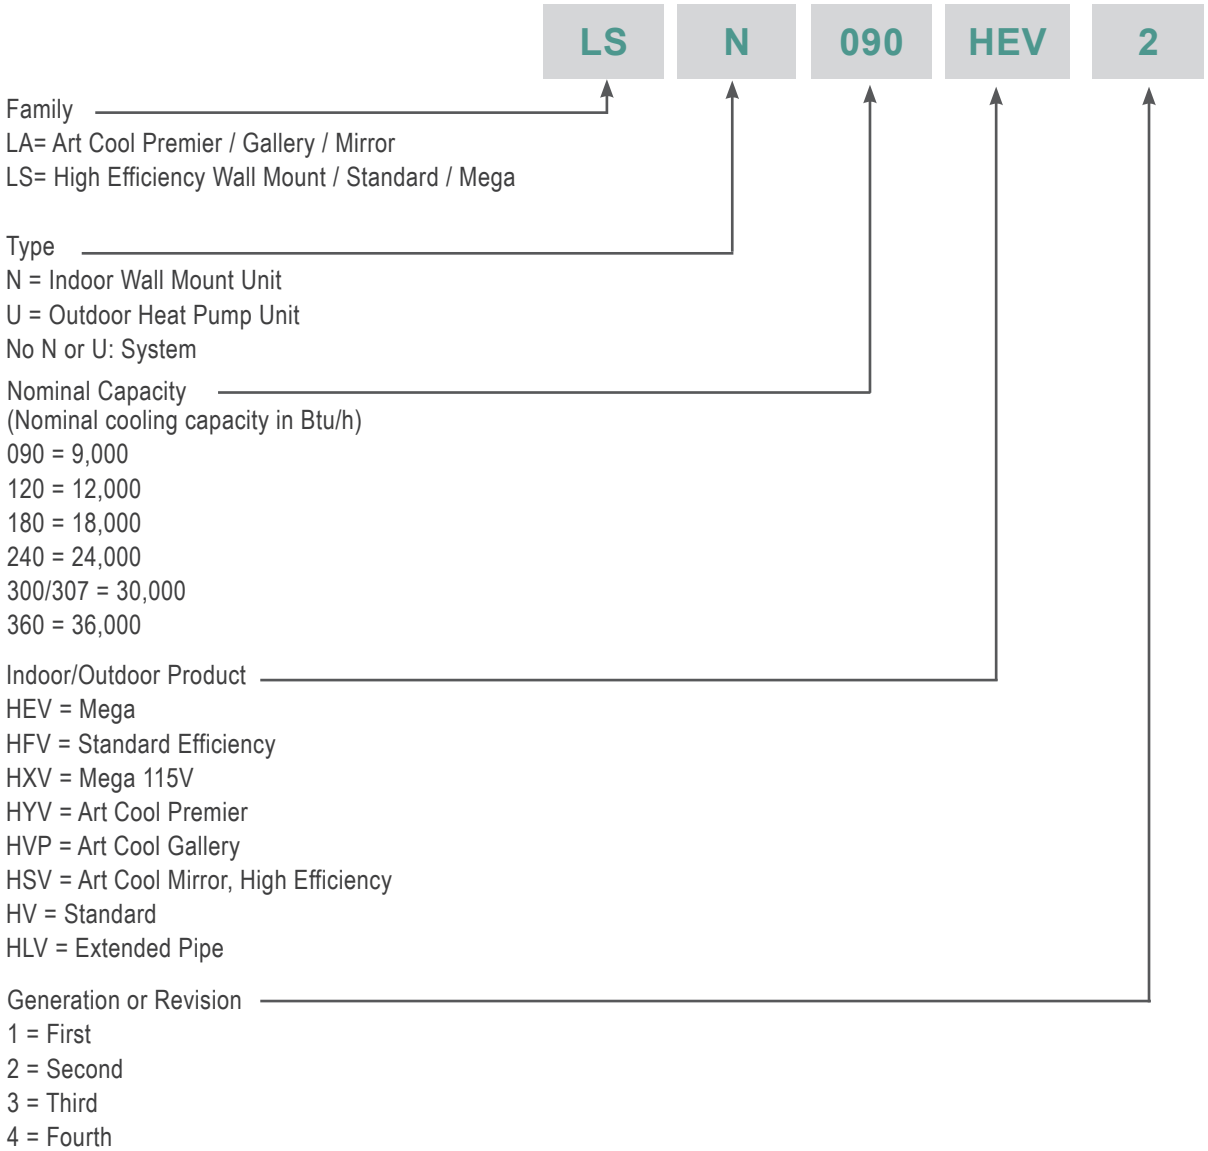 LS N 090 HEV 2
Family
LA= Art Cool Premier / Gallery / Mirror
LS= High Efficiency Wall Mount / Standard / Mega
Type
N = Indoor Wall Mount Unit
U = Outdoor Heat Pump Unit
No N or U: System
Nominal Capacity
(Nominal cooling capacity in Btu/h)
090 = 9,000
120 = 12,000
180 = 18,000
240 = 24,000
300/307 = 30,000
360 = 36,000
Indoor/Outdoor Product
HEV = Mega
HFV = Standard Efficiency
HXV = Mega 115V
HYV = Art Cool Premier
HVP = Art Cool Gallery
HSV = Art Cool Mirror, High Efficiency
HV = Standard
HLV = Extended Pipe
Generation or Revision
1 = First
2 = Second
3 = Third
4 = Fourth